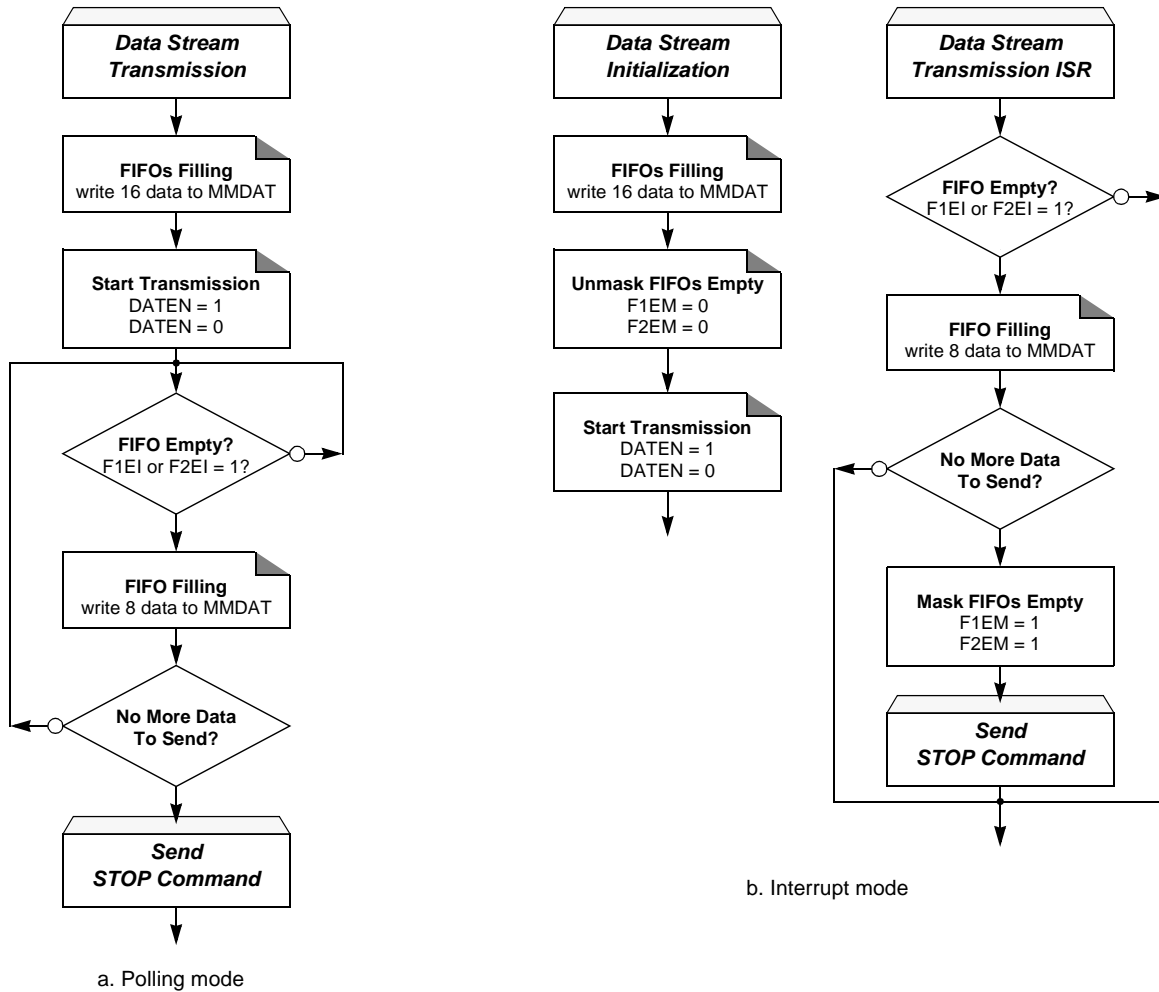 Data Stream
Transmission
FIFOs Filling
write 16 data to MMDAT
Start Transmission
DATEN = 1
DATEN = 0
FIFO Empty?
F1EI or F2EI = 1?
FIFO Filling
write 8 data to MMDAT
No More Data
To Send?
Send
STOP Command
a. Polling mode
Data Stream
Initialization
FIFOs Filling
write 16 data to MMDAT
Unmask FIFOs Empty
F1EM = 0
F2EM = 0
Start Transmission
DATEN = 1
DATEN = 0
Data Stream
Transmission ISR
FIFO Empty?
F1EI or F2EI = 1?
FIFO Filling
write 8 data to MMDAT
No More Data
To Send?
Mask FIFOs Empty
F1EM = 1
F2EM = 1
Send
STOP Command
b. Interrupt mode